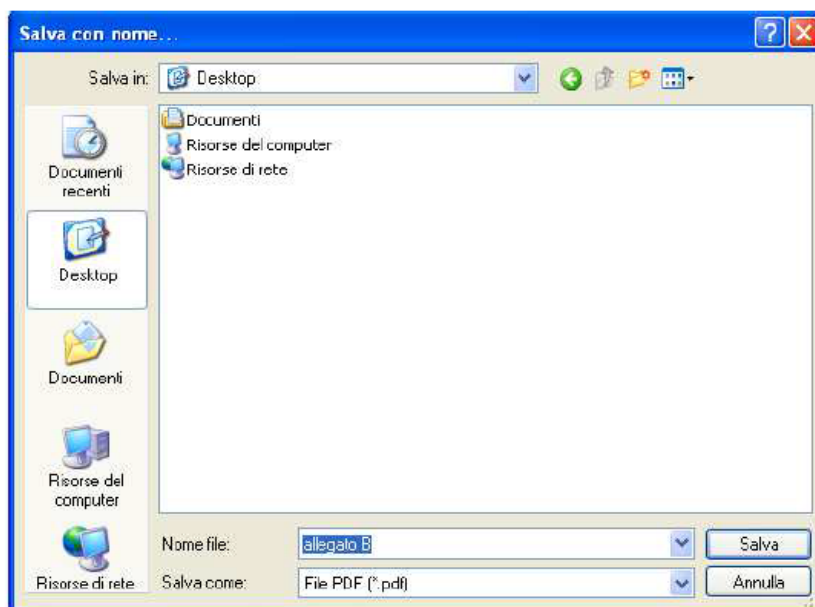 Salva con nome...
Salva in:
Desktop
Documenti
recenti
Desktop
Documenti
Risorse del
computer
Risorse di rete
Documenti
Risorse del computer
Risorse di rete
Nome file:
allegato B
Salva
Salva come:
File PDF (*.pdf)
Annulla